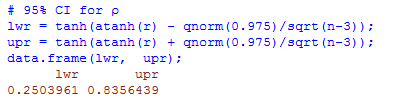 # 95% CI for ρ
lwr = tanh(atanh(r) - qnorm(0.975)/sqrt(n-3));
upr = tanh(atanh(r) + qnorm(0.975)/sqrt(n-3));
data.frame(lwr,  upr);
lwr       upr
0.2503961 0.8356439